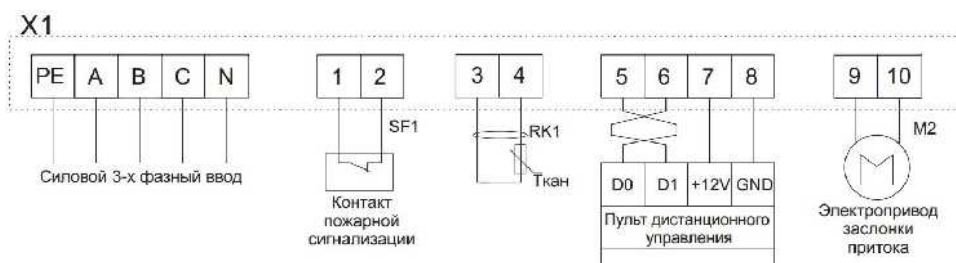 X1
PE A B C N 1 2 3 4 5 6 7 8 9 10
SF1
RK1
M2
Силовой 3-х фазный ввод
Ткан
D0 D1 +12V GND
M
Контакт
пожарной
сигнализации
Пульт дистанционного
управления
Электропривод
заслонки
притока